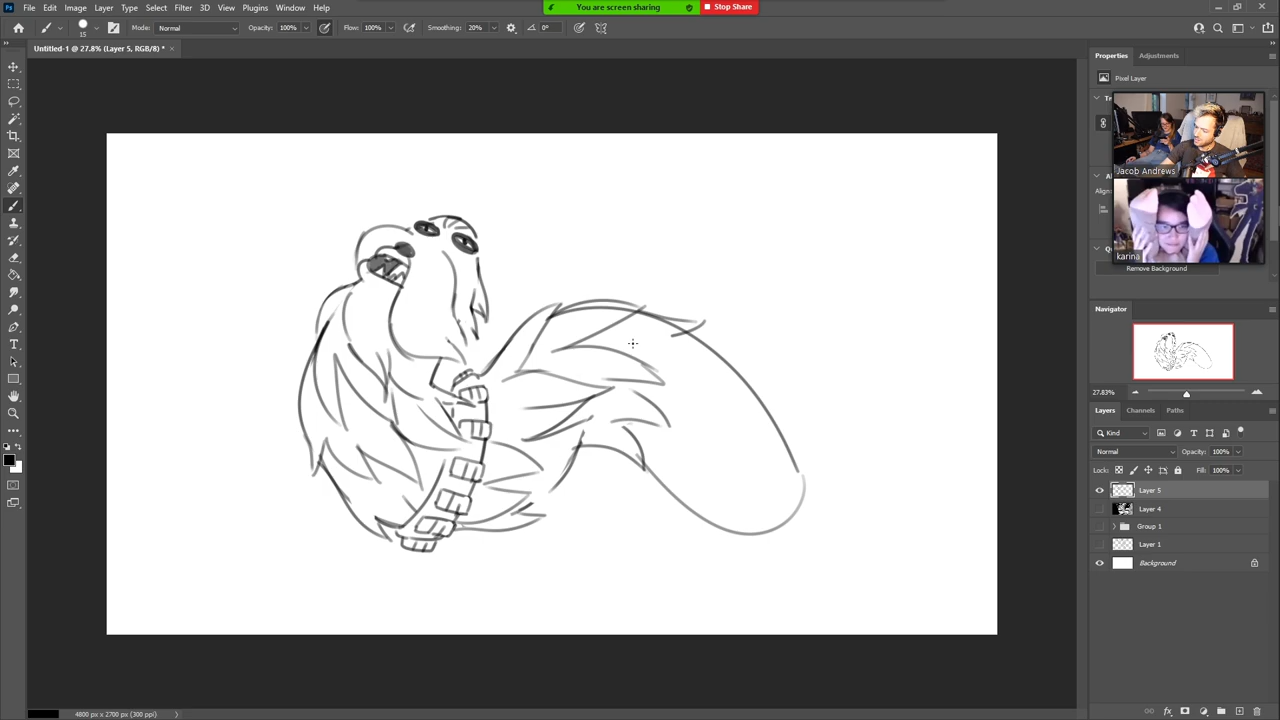 File Edit Image Layer Type Select Filter 3D View Plugins Window Help
You are screen sharing Stop Share
15 Mode: Normal Opacity: 100% Flow: 100% Smoothing: 20% 0°
Untitled-1 @ 27.8% (Layer 5, RGB/8) * ×
Properties Adjustments
Pixel Layer
Jacob Andrews
karina
Remove Background
Navigator
27.83%
Layers Channels Paths
Kind
Normal Opacity: 100%
Lock: Fill: 100%
Layer 5
Layer 4
Group 1
Layer 1
Background
4800 px x 2700 px (300 ppi)